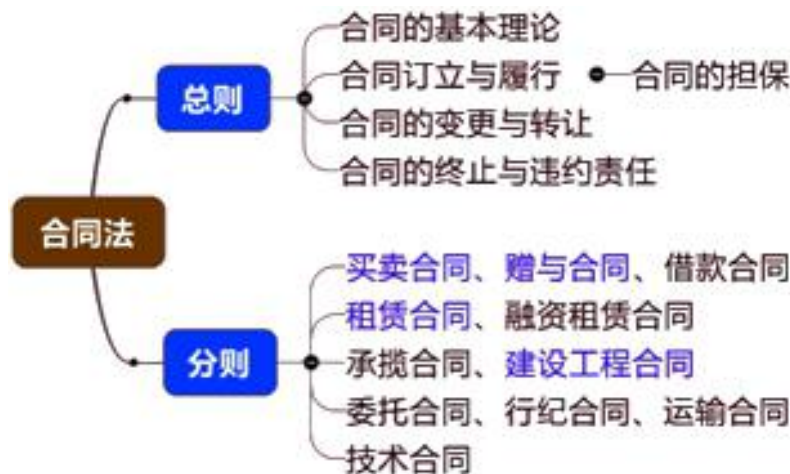 合同的基本理论
总则
合同订立与履行
合同的担保
合同的变更与转让
合同的终止与违约责任
合同法
买卖合同、赠与合同、借款合同
租赁合同、融资租赁合同
分则
承揽合同、建设工程合同
委托合同、行纪合同、运输合同
技术合同